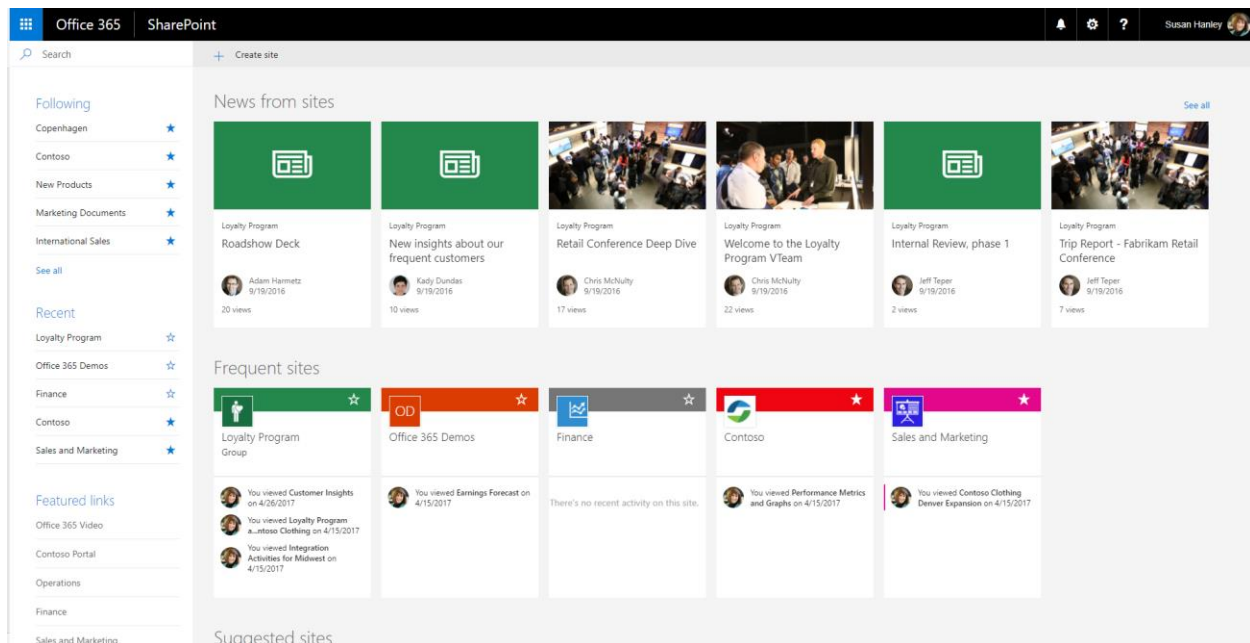 Office 365
SharePoint
?
Susan Hanley
Search
+ Create site
Following
Copenhagen
Contoso
New Products
Marketing Documents
International Sales
See all
Recent
Loyalty Program
Office 365 Demos
Finance
Contoso
Sales and Marketing
Featured links
Office 365 Video
Contoso Portal
Operations
Finance
Sales and Marketing
News from sites
See all
Loyalty Program
Roadshow Deck
Adam Harmetz
9/19/2016
20 views
Loyalty Program
New insights about our
frequent customers
Kady Dundas
9/19/2016
10 views
Loyalty Program
Retail Conference Deep Dive
Chris McNulty
9/19/2016
17 views
Loyalty Program
Welcome to the Loyalty
Program VTeam
Chris McNulty
9/19/2016
22 views
Loyalty Program
Internal Review, phase 1
Jeff Teper
9/19/2016
2 views
Loyalty Program
Trip Report - Fabrikam Retail
Conference
Jeff Teper
9/19/2016
7 views
Frequent sites
Loyalty Program
Group
You viewed Customer Insights
on 4/26/2017
You viewed Loyalty Program
a...ntoso Clothing on 4/15/2017
You viewed Integration
Activities for Midwest on
4/15/2017
OD
Office 365 Demos
You viewed Earnings Forecast on
4/15/2017
Finance
There's no recent activity on this site.
Contoso
You viewed Performance Metrics
and Graphs on 4/15/2017
Sales and Marketing
You viewed Contoso Clothing
Denver Expansion on 4/15/2017
Suggested sites